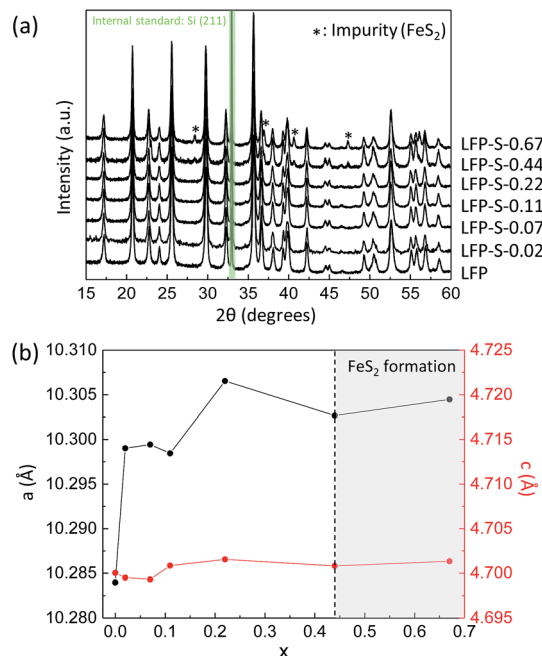 (a)
Internal standard: Si (211)
*: Impurity (FeS₂)
* * * *
Intensity (a.u.)
LFP-S-0.67
LFP-S-0.44
LFP-S-0.22
LFP-S-0.11
LFP-S-0.07
LFP-S-0.02
LFP
15 20 25 30 35 40 45 50 55 60
2θ (degrees)
(b)
FeS₂ formation
10.310
10.305
10.300
10.295
10.290
10.285
10.280
a (Å)
4.725
4.720
4.715
4.710
4.705
4.700
4.695
c (Å)
0.0 0.1 0.2 0.3 0.4 0.5 0.6 0.7
x